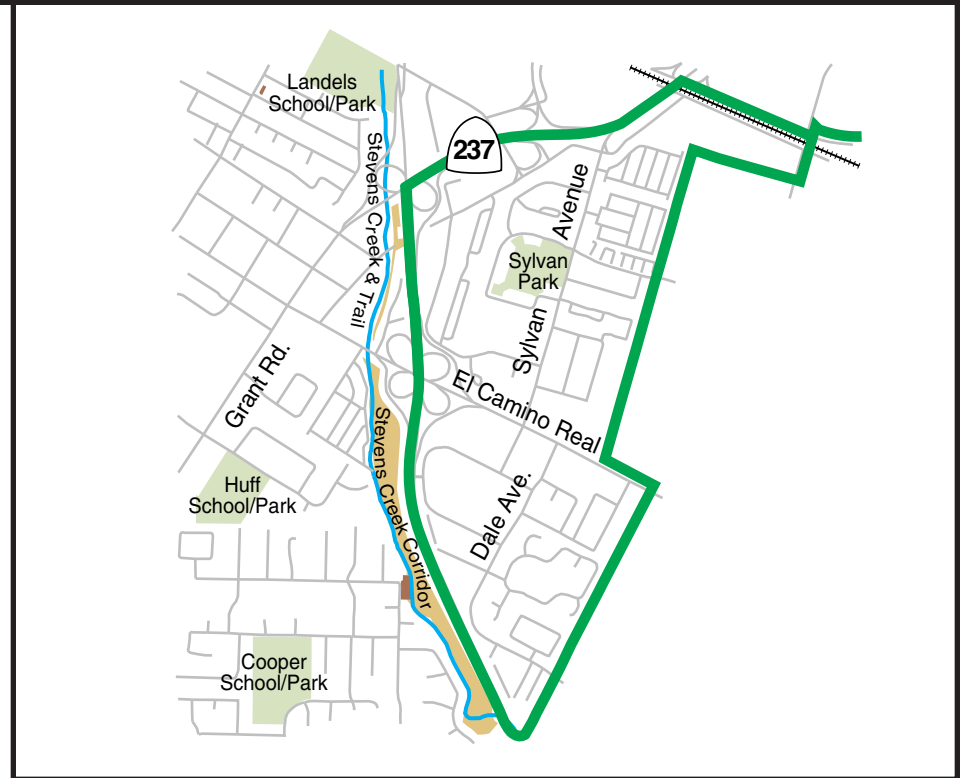 Landels
School/Park
237
Stevens Creek & Trail
Avenue
Sylvan
Park
Sylvan
Grant Rd.
El Camino Real
Stevens Creek Corridor
Huff
School/Park
Dale Ave.
Cooper
School/Park